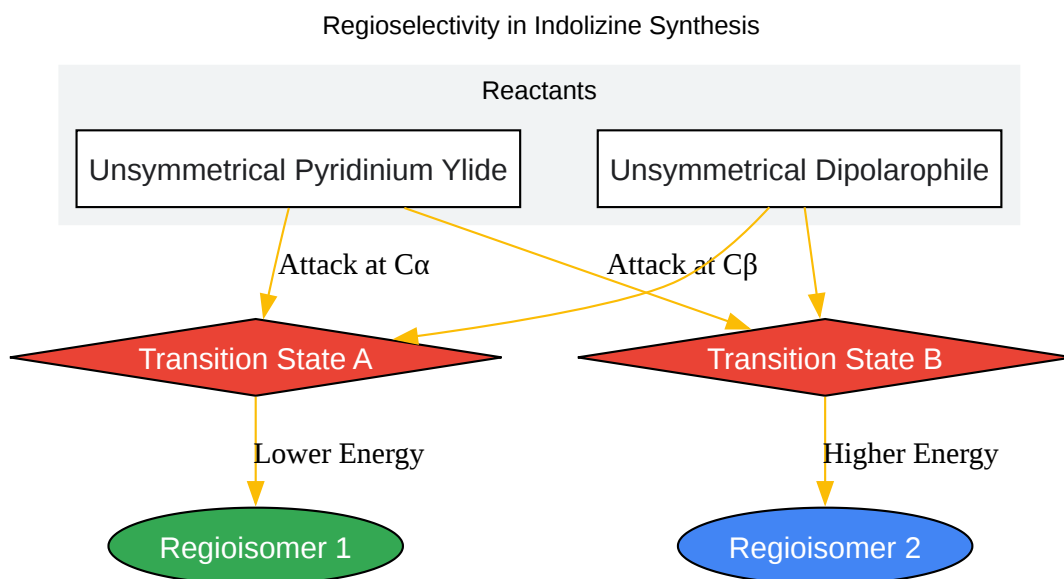 Regioselectivity in Indolizine Synthesis
Reactants
Unsymmetrical Pyridinium Ylide
Unsymmetrical Dipolarophile
Attack at Cα
Attack at Cβ
Transition State A
Transition State B
Lower Energy
Higher Energy
Regioisomer 1
Regioisomer 2